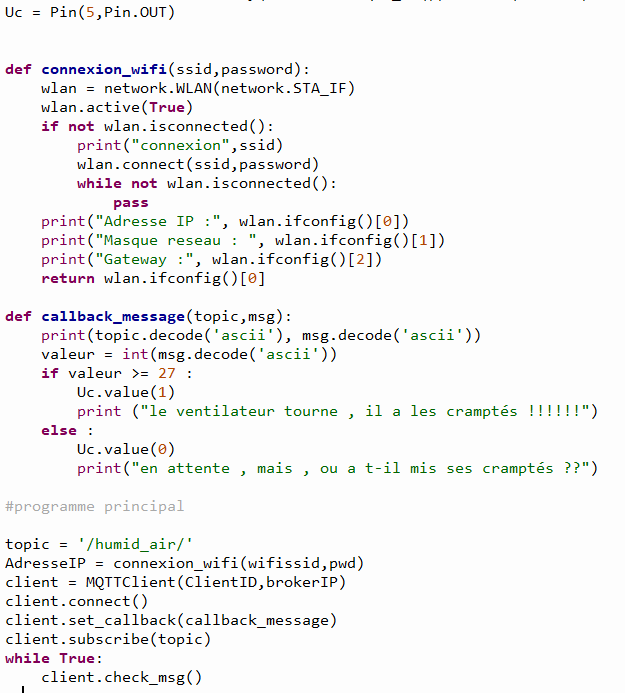 Uc = Pin(5,Pin.OUT)
def connexion_wifi(ssid,password):
    wlan = network.WLAN(network.STA_IF)
    wlan.active(True)
    if not wlan.isconnected():
        print("connexion",ssid)
        wlan.connect(ssid,password)
        while not wlan.isconnected():
            pass
    print("Adresse IP :", wlan.ifconfig()[0])
    print("Masque reseau : ", wlan.ifconfig()[1])
    print("Gateway :", wlan.ifconfig()[2])
    return wlan.ifconfig()[0]
def callback_message(topic,msg):
    print(topic.decode('ascii'), msg.decode('ascii'))
    valeur = int(msg.decode('ascii'))
    if valeur >= 27 :
        Uc.value(1)
        print ("le ventilateur tourne , il a les cramptés !!!!!!")
    else :
        Uc.value(0)
        print("en attente , mais , ou a t-il mis ses cramptés ??")
#programme principal
topic = '/humid_air/'
AdresseIP = connexion_wifi(wifissid,pwd)
client = MQTTClient(ClientID,brokerIP)
client.connect()
client.set_callback(callback_message)
client.subscribe(topic)
while True:
    client.check_msg()